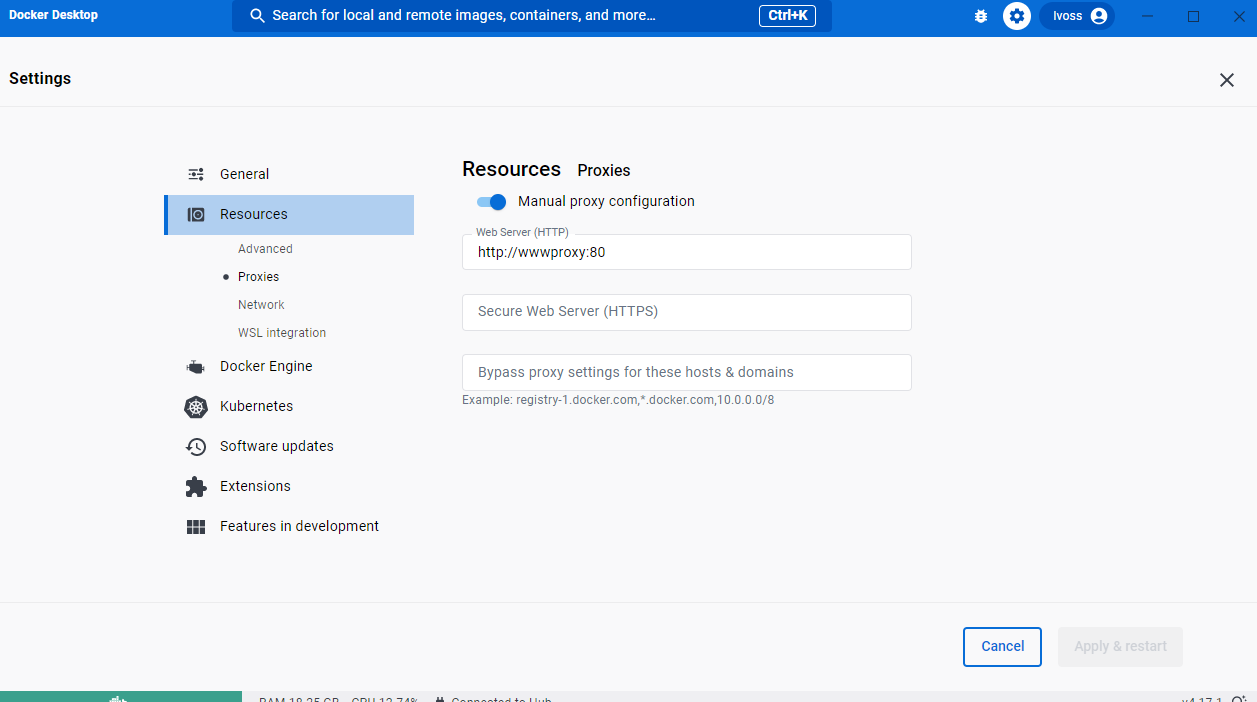 Docker Desktop
Search for local and remote images, containers, and more...
Ctrl+K
lvoss
Settings
General
Resources
Advanced
Proxies
Network
WSL integration
Docker Engine
Kubernetes
Software updates
Extensions
Features in development
Resources Proxies
Manual proxy configuration
Web Server (HTTP)
http://wwwproxy:80
Secure Web Server (HTTPS)
Bypass proxy settings for these hosts & domains
Example: registry-1.docker.com,*.docker.com,10.0.0.0/8
Cancel
Apply & restart
RAM 18.25 GB CPU 12.74% Connected to Hub
v4.17.1